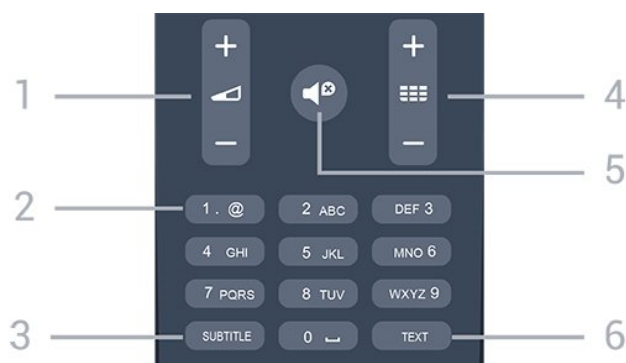 + +
1 4
− −
5
2 1 . @ 2 ABC DEF 3
4 GHI 5 JKL MNO 6
7 PQRS 8 TUV WXYZ 9
3 SUBTITLE 0 TEXT 6